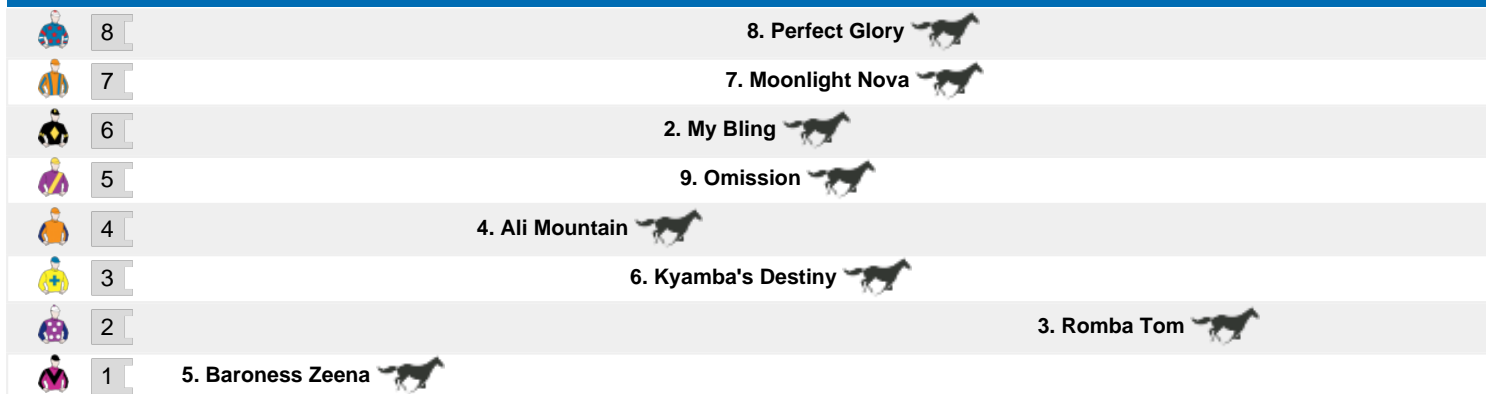 8 8. Perfect Glory
7 7. Moonlight Nova
6 2. My Bling
5 9. Omission
4 4. Ali Mountain
3 6. Kyamba's Destiny
2 3. Romba Tom
1 5. Baroness Zeena